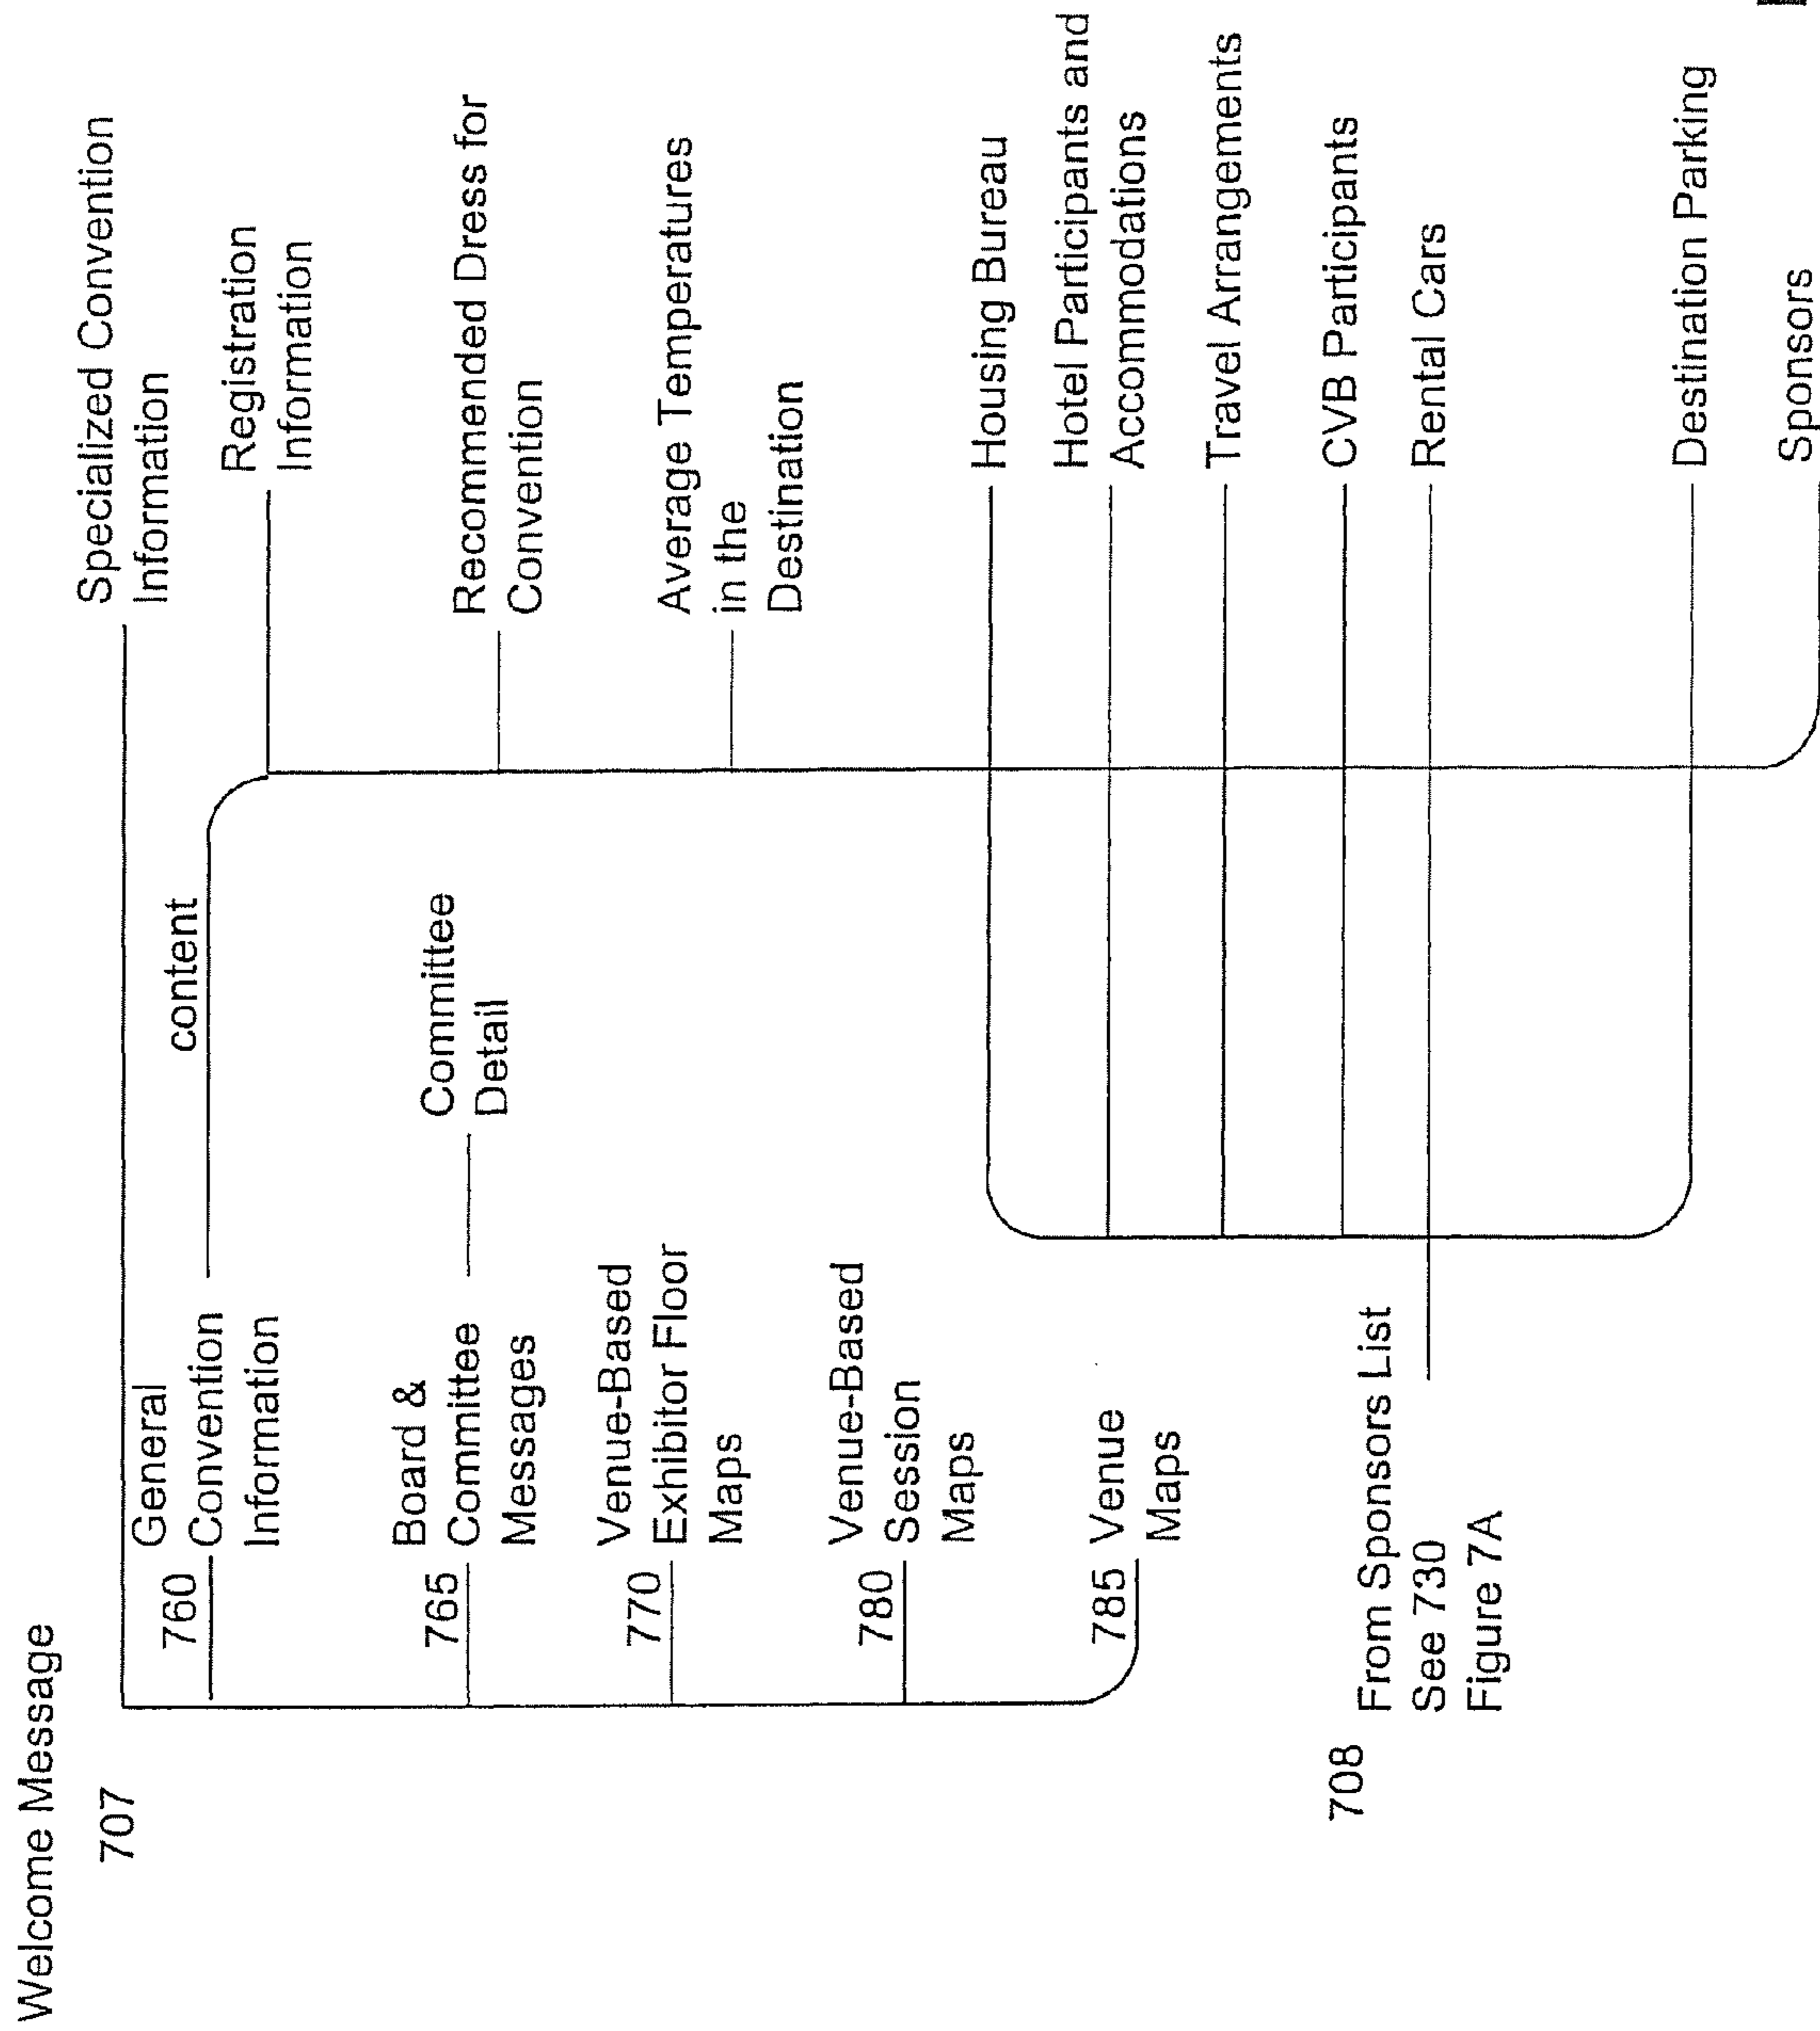 Welcome Message
707
Specialized Convention
Information
760
General
Convention
Information
content
Registration
Information
765
Board &
Committee
Messages
Committee
Detail
Recommended Dress for
Convention
770
Venue-Based
Exhibitor Floor
Maps
Average Temperatures
in the
Destination
780
Venue-Based
Session
Maps
Housing Bureau
785
Venue
Maps
Hotel Participants and
Accommodations
Travel Arrangements
708
From Sponsors List
See 730
Figure 7A
CVB Participants
Rental Cars
Destination Parking
Sponsors